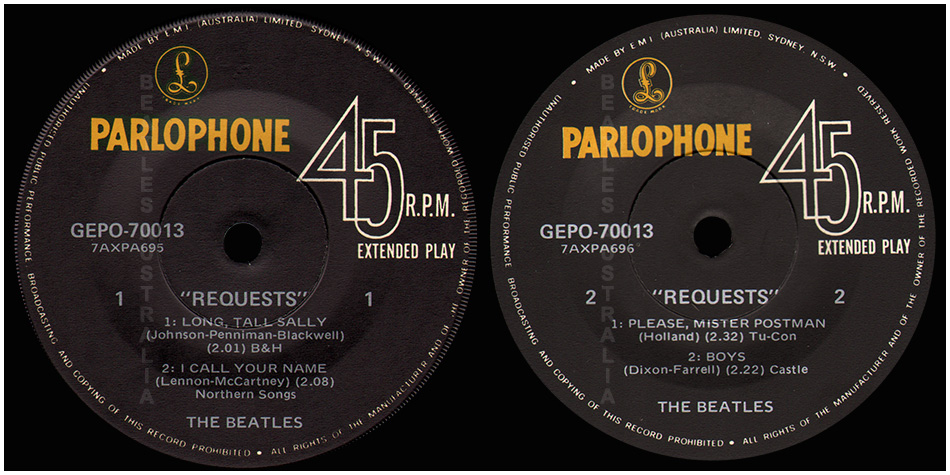 • MADE BY E M I (AUSTRALIA) LIMITED, SYDNEY, N.S.W. •
UNAUTHORISED PUBLIC PERFORMANCE BROADCASTING AND COPYING OF THIS RECORD PROHIBITED • ALL RIGHTS OF THE MANUFACTURER AND OF THE OWNER OF THE RECORDED WORK RESERVED
£
TRADE MARK
PARLOPHONE
45
R.P.M.
EXTENDED PLAY
GEPO-70013
7AXPA695
1 "REQUESTS" 1
1: LONG, TALL SALLY
(Johnson-Penniman-Blackwell)
(2.01) B&H
2: I CALL YOUR NAME
(Lennon-McCartney) (2.08)
Northern Songs
THE BEATLES
BEATLES AUSTRALIA
• MADE BY E M I (AUSTRALIA) LIMITED, SYDNEY, N.S.W. •
UNAUTHORISED PUBLIC PERFORMANCE BROADCASTING AND COPYING OF THIS RECORD PROHIBITED • ALL RIGHTS OF THE MANUFACTURER AND OF THE OWNER OF THE RECORDED WORK RESERVED
£
TRADE MARK
PARLOPHONE
45
R.P.M.
EXTENDED PLAY
GEPO-70013
7AXPA696
2 "REQUESTS" 2
1: PLEASE, MISTER POSTMAN
(Holland) (2.32) Tu-Con
2: BOYS
(Dixon-Farrell) (2.22) Castle
THE BEATLES
BEATLES AUSTRALIA